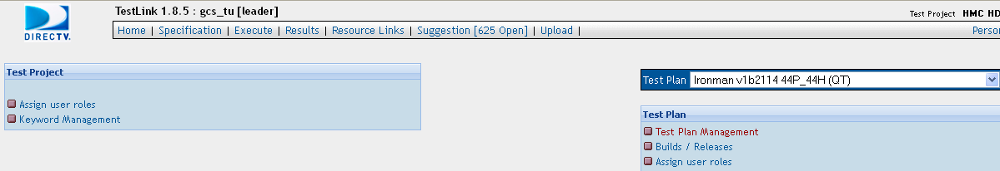 TestLink 1.8.5 : gcs_tu [leader]
Test Project HMC HD
DIRECTV.
Home | Specification | Execute | Results | Resource Links | Suggestion [625 Open] | Upload |
Perso
Test Project
Assign user roles
Keyword Management
Test Plan Ironman v1b2114 44P_44H (QT)
Test Plan
Test Plan Management
Builds / Releases
Assign user roles